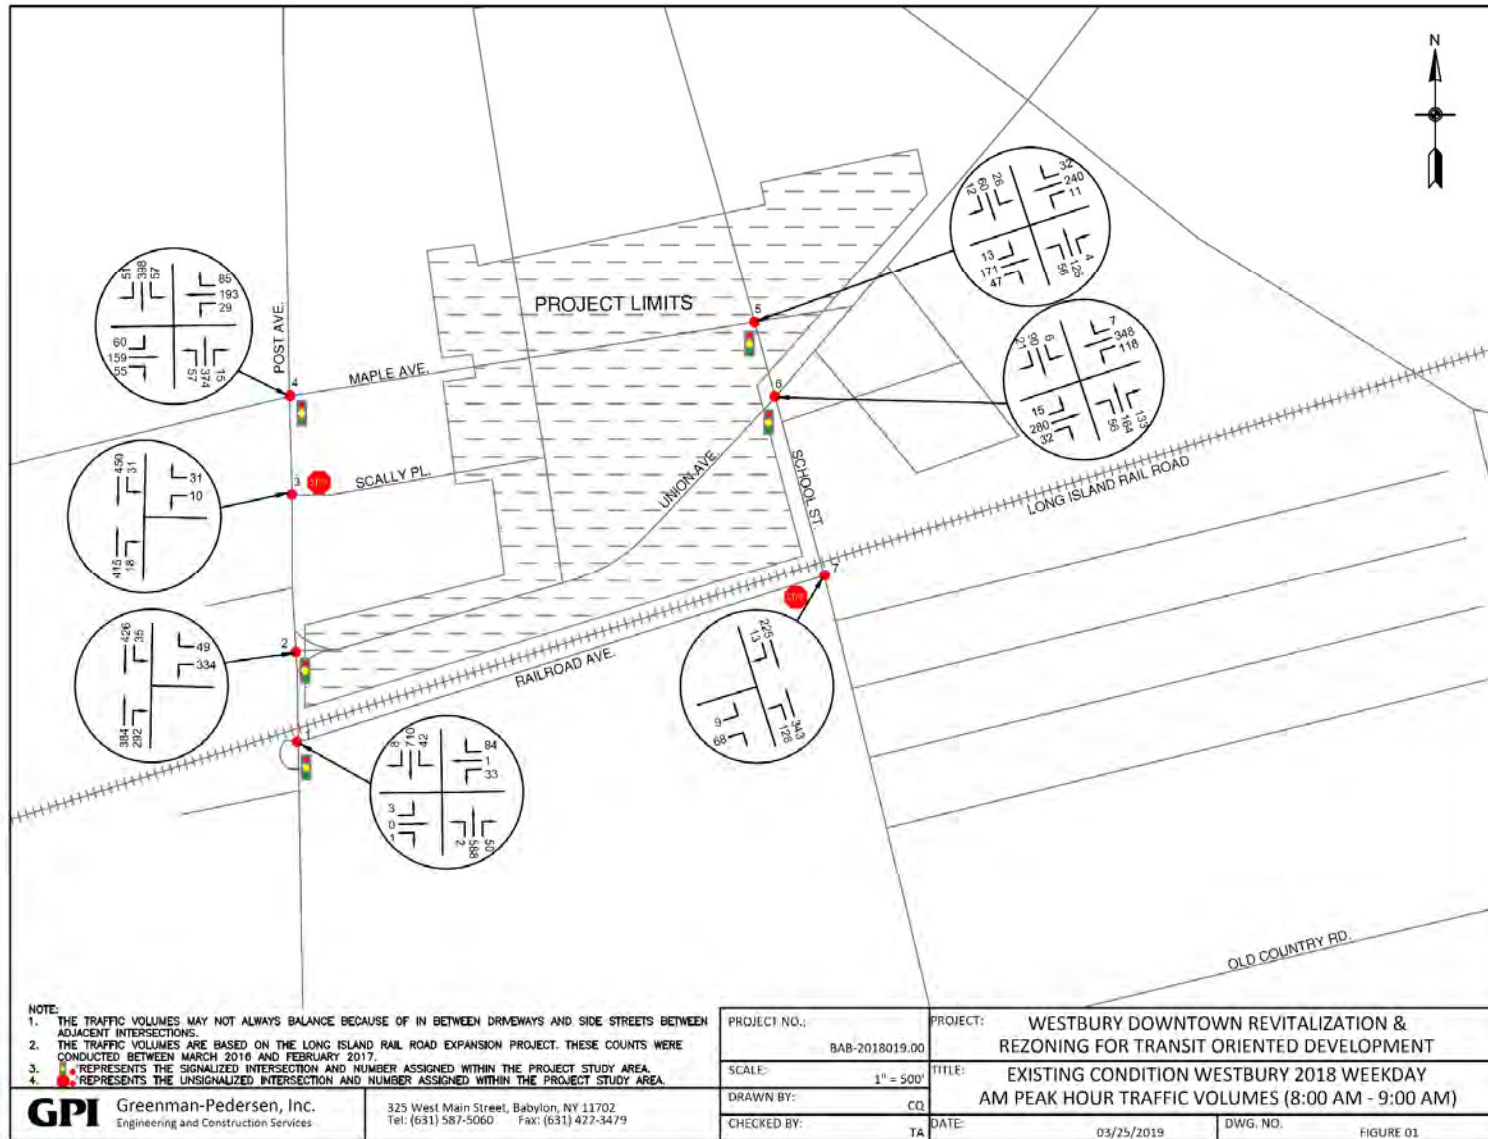 N
32
240
11
26
60
12
13
171
47
4
125
56
51
398
57
85
193
29
60
159
55
15
374
57
POST AVE.
4
MAPLE AVE.
PROJECT LIMITS
5
7
348
118
6
90
21
15
280
32
133
164
56
6
450
31
31
10
415
18
3
SCALLY PL.
UNION AVE.
SCHOOL ST.
LONG ISLAND RAIL ROAD
7
STOP
426
35
49
334
384
292
2
RAILROAD AVE.
225
13
9
68
343
128
1
8
710
42
84
1
33
3
0
1
50
588
2
OLD COUNTRY RD.
NOTE:
1. THE TRAFFIC VOLUMES MAY NOT ALWAYS BALANCE BECAUSE OF IN BETWEEN DRIVEWAYS AND SIDE STREETS BETWEEN
ADJACENT INTERSECTIONS.
2. THE TRAFFIC VOLUMES ARE BASED ON THE LONG ISLAND RAIL ROAD EXPANSION PROJECT. THESE COUNTS WERE
CONDUCTED BETWEEN MARCH 2016 AND FEBRUARY 2017.
3. REPRESENTS THE SIGNALIZED INTERSECTION AND NUMBER ASSIGNED WITHIN THE PROJECT STUDY AREA.
4. REPRESENTS THE UNSIGNALIZED INTERSECTION AND NUMBER ASSIGNED WITHIN THE PROJECT STUDY AREA.
GPI Greenman-Pedersen, Inc.
Engineering and Construction Services
325 West Main Street, Babylon, NY 11702
Tel: (631) 587-5060 Fax: (631) 422-3479
PROJECT NO.:
BAB-2018019.00
SCALE:
1" = 500'
DRAWN BY:
CQ
CHECKED BY:
TA
PROJECT: WESTBURY DOWNTOWN REVITALIZATION &
REZONING FOR TRANSIT ORIENTED DEVELOPMENT
TITLE: EXISTING CONDITION WESTBURY 2018 WEEKDAY
AM PEAK HOUR TRAFFIC VOLUMES (8:00 AM - 9:00 AM)
DATE:
03/25/2019
DWG. NO.
FIGURE 01